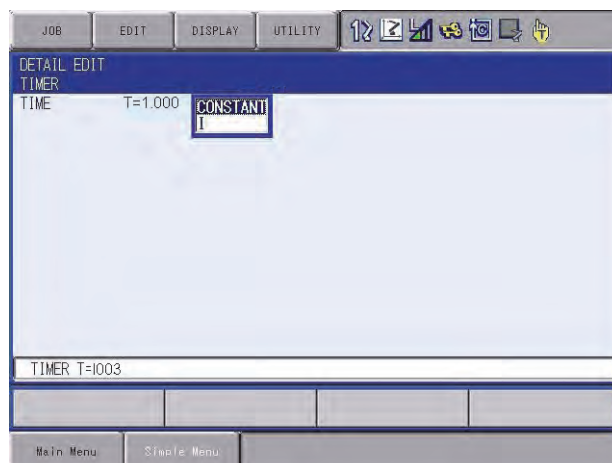 JOB EDIT DISPLAY UTILITY
DETAIL EDIT
TIMER
TIME T=1.000 CONSTANT
I
TIMER T=I003
Main Menu Simple Menu